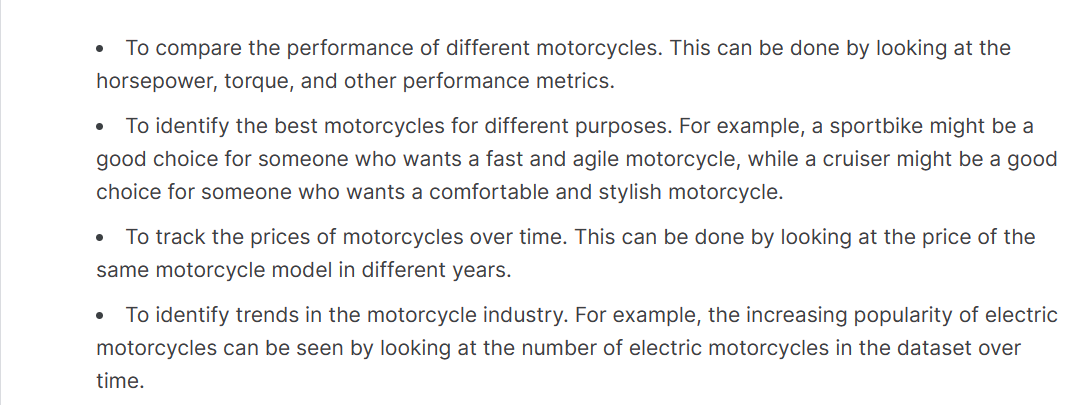 • To compare the performance of different motorcycles. This can be done by looking at the
horsepower, torque, and other performance metrics.
• To identify the best motorcycles for different purposes. For example, a sportbike might be a
good choice for someone who wants a fast and agile motorcycle, while a cruiser might be a good
choice for someone who wants a comfortable and stylish motorcycle.
• To track the prices of motorcycles over time. This can be done by looking at the price of the
same motorcycle model in different years.
• To identify trends in the motorcycle industry. For example, the increasing popularity of electric
motorcycles can be seen by looking at the number of electric motorcycles in the dataset over
time.